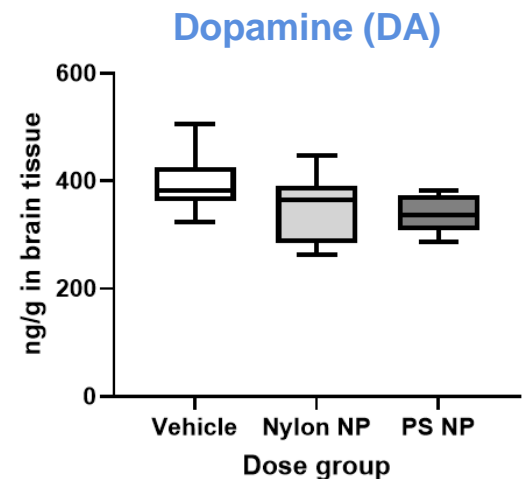 Dopamine (DA)
ng/g in brain tissue
600
400
200
0
Vehicle Nylon NP PS NP
Dose group